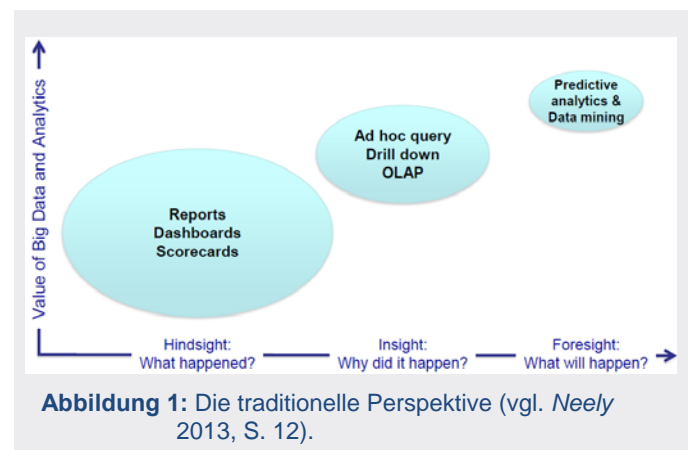 Value of Big Data and Analytics
Predictive
analytics &
Data mining
Ad hoc query
Drill down
OLAP
Reports
Dashboards
Scorecards
Hindsight:
What happened?
Insight:
Why did it happen?
Foresight:
What will happen?
Abbildung 1: Die traditionelle Perspektive (vgl. Neely
2013, S. 12).